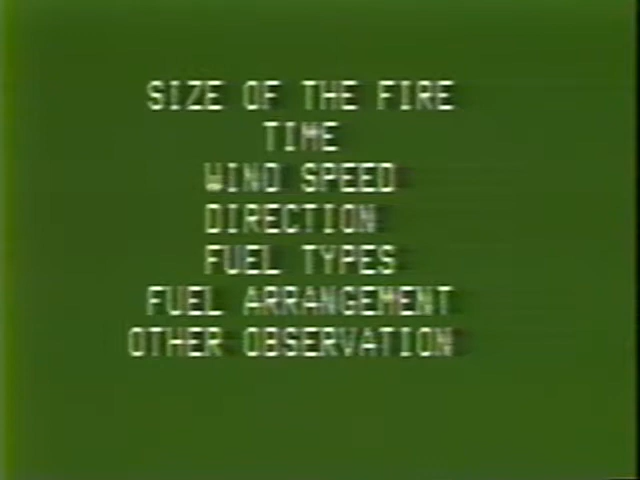 SIZE OF THE FIRE
TIME
WIND SPEED
DIRECTION
FUEL TYPES
FUEL ARRANGEMENT
OTHER OBSERVATION